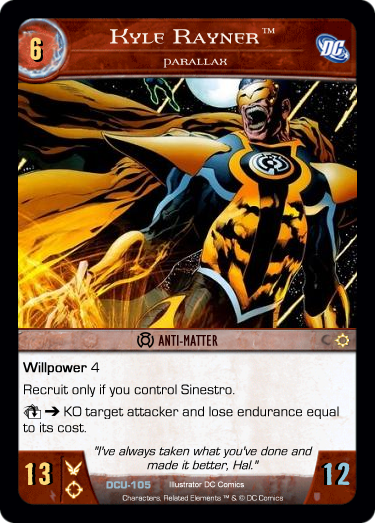 6
KYLE RAYNER™
DC
PARALLAX
ANTI-MATTER
Willpower 4
Recruit only if you control Sinestro.
➔ KO target attacker and lose endurance equal
to its cost.
"I've always taken what you've done and
made it better, Hal."
13
DCU-105 Illustrator DC Comics
Characters, Related Elements ™ & © DC Comics
12